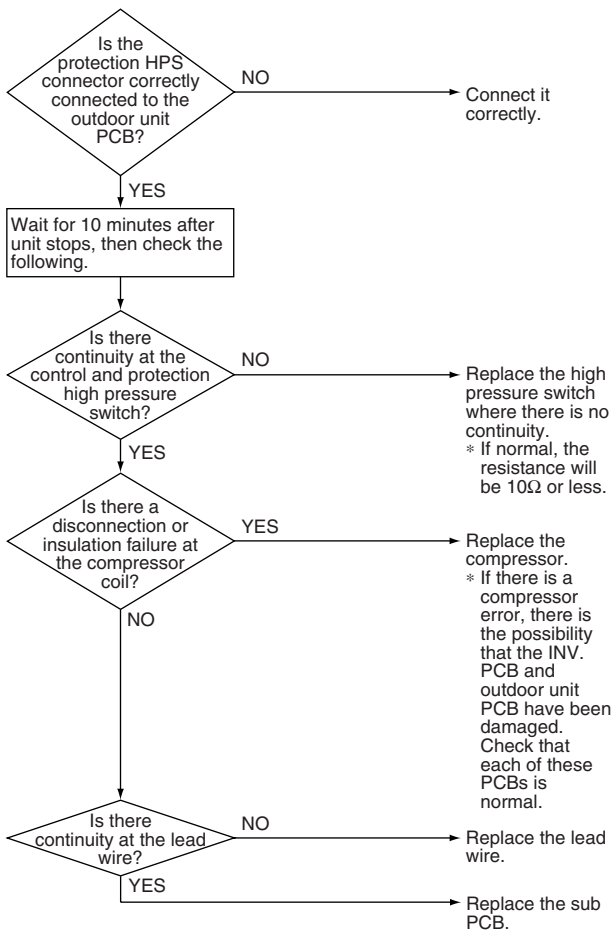 Is the
protection HPS
connector correctly
connected to the
outdoor unit
PCB?
NO
Connect it
correctly.
YES
Wait for 10 minutes after
unit stops, then check the
following.
Is there
continuity at the
control and protection
high pressure
switch?
NO
Replace the high
pressure switch
where there is no
continuity.
* If normal, the
resistance will
be 10Ω or less.
YES
Is there a
disconnection or
insulation failure at
the compressor
coil?
YES
Replace the
compressor.
* If there is a
compressor
error, there is
the possibility
that the INV.
PCB and
outdoor unit
PCB have been
damaged.
Check that
each of these
PCBs is
normal.
NO
Is there
continuity at the lead
wire?
NO
Replace the lead
wire.
YES
Replace the sub
PCB.